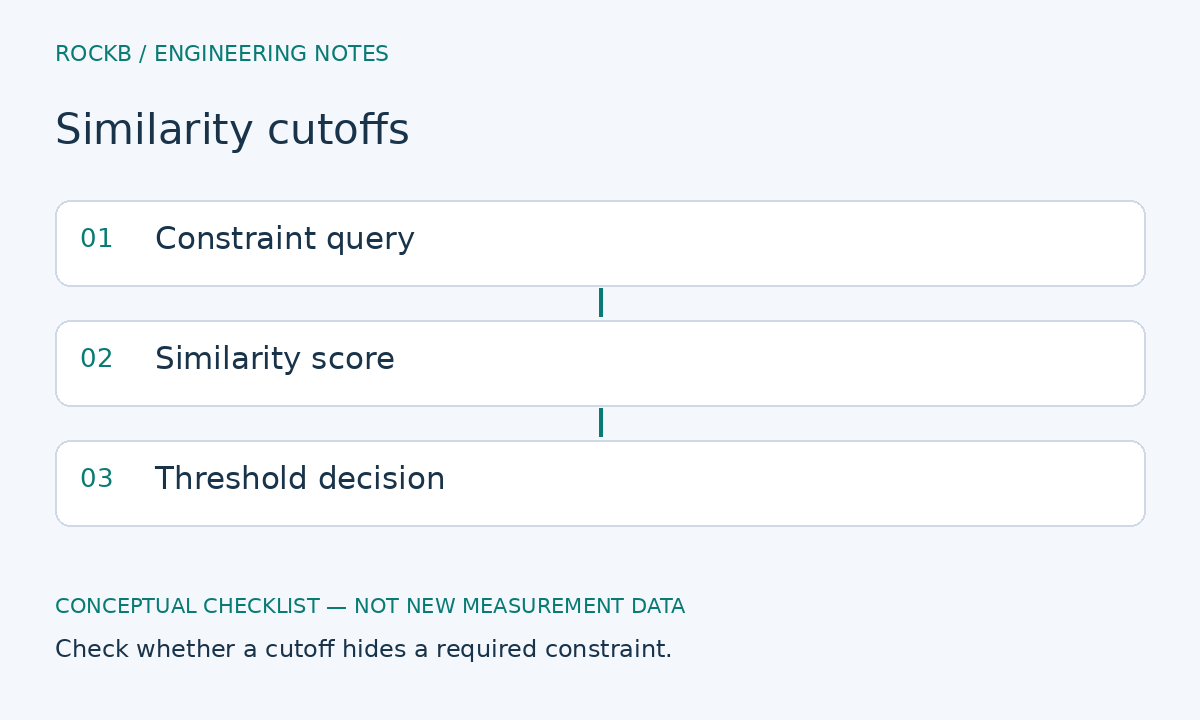 ROCKB / ENGINEERING NOTES
Similarity cutoffs
01 Constraint query
02 Similarity score
03 Threshold decision
CONCEPTUAL CHECKLIST — NOT NEW MEASUREMENT DATA
Check whether a cutoff hides a required constraint.